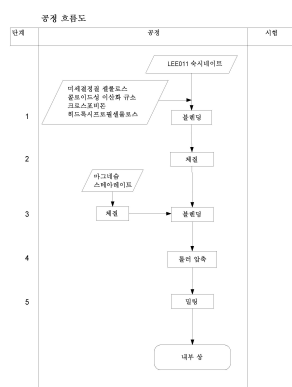 공정 흐름도
단계 공정 시험
LEE011 숙시네이트
미세결정질 셀룰로스
콜로이드성 이산화 규소
크로스포비돈
히드록시프로필셀룰로스
1 블렌딩
2 체질
마그네슘
스테아레이트
3 체질 블렌딩
4 롤러 압축
5 밀링
내부 상